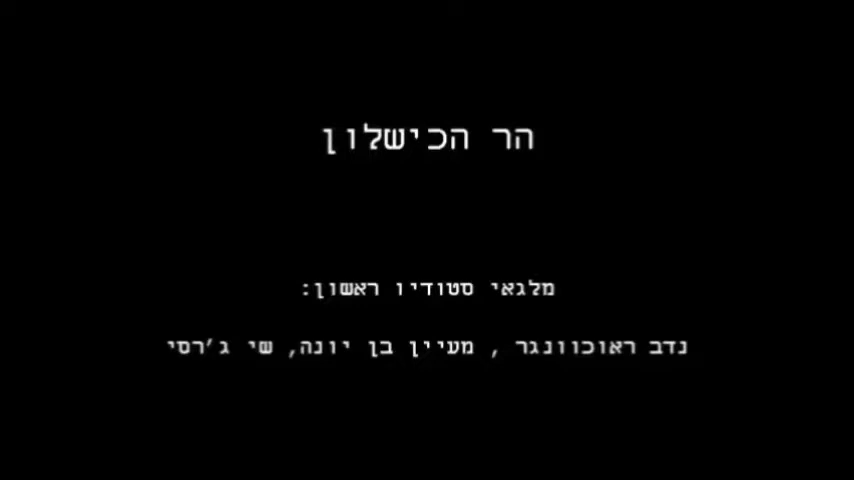 הר הכישלון
מלגאי סטודיו ראשון:
נדב ראוכוונגר , מעיין בן יונה, שי ג'רסי